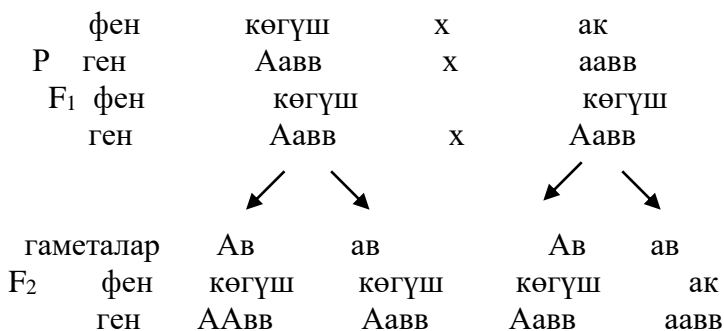 фен көгүш х ак
Р ген Аавв х аавв
F₁ фен көгүш көгүш
ген Аавв х Аавв
гаметалар Ав ав Ав ав
F₂ фен көгүш көгүш көгүш ак
ген ААвв Аавв Аавв аавв